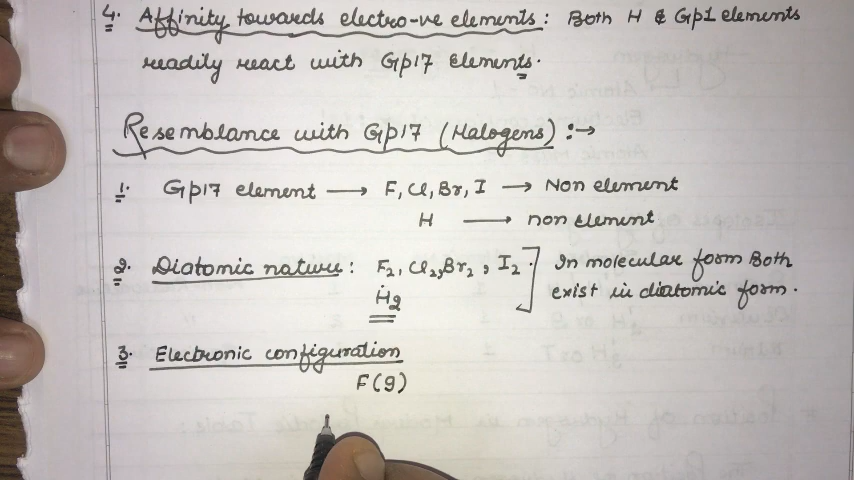 4. Affinity towards electro-ve elements: Both H & Gp1 elements
readily react with Gp17 Elements.
Resemblance with Gp17 (Halogens) :→
1. Gp17 element → F, Cl, Br, I → Non element
H → non element
2. Diatomic nature: F2, Cl2, Br2, I2 In molecular form Both
H2 exist in diatomic form.
3. Electronic configuration
F(9)